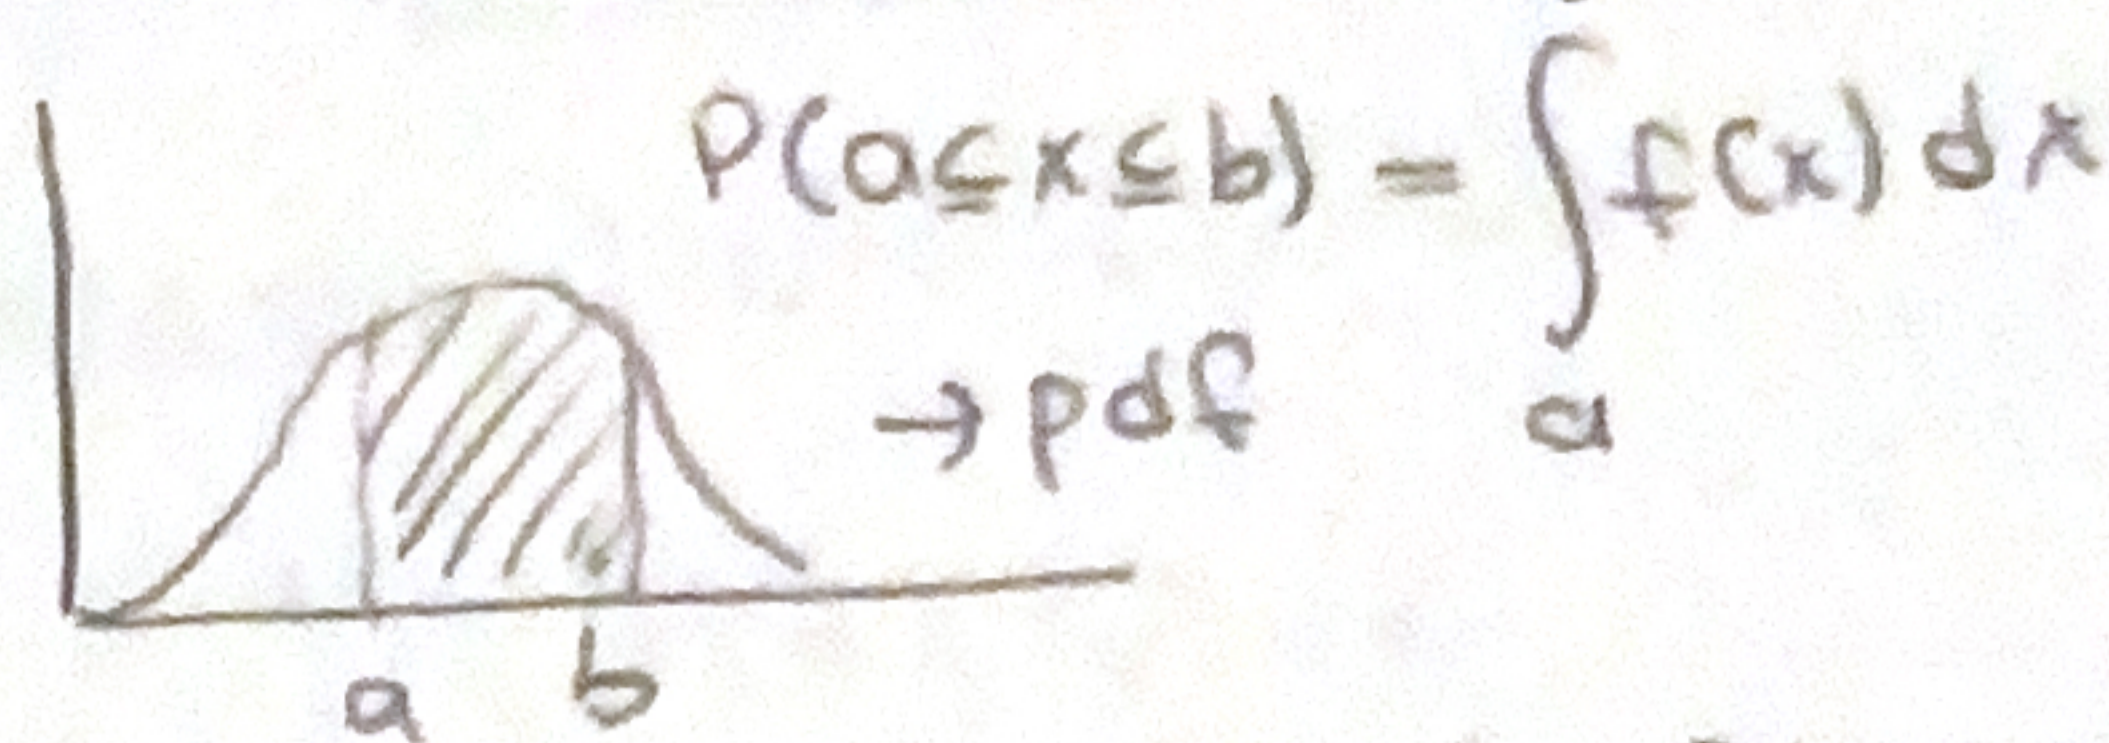 P(a ≤ x ≤ b) = ∫ f(x) dx
a
→ pdf
a b